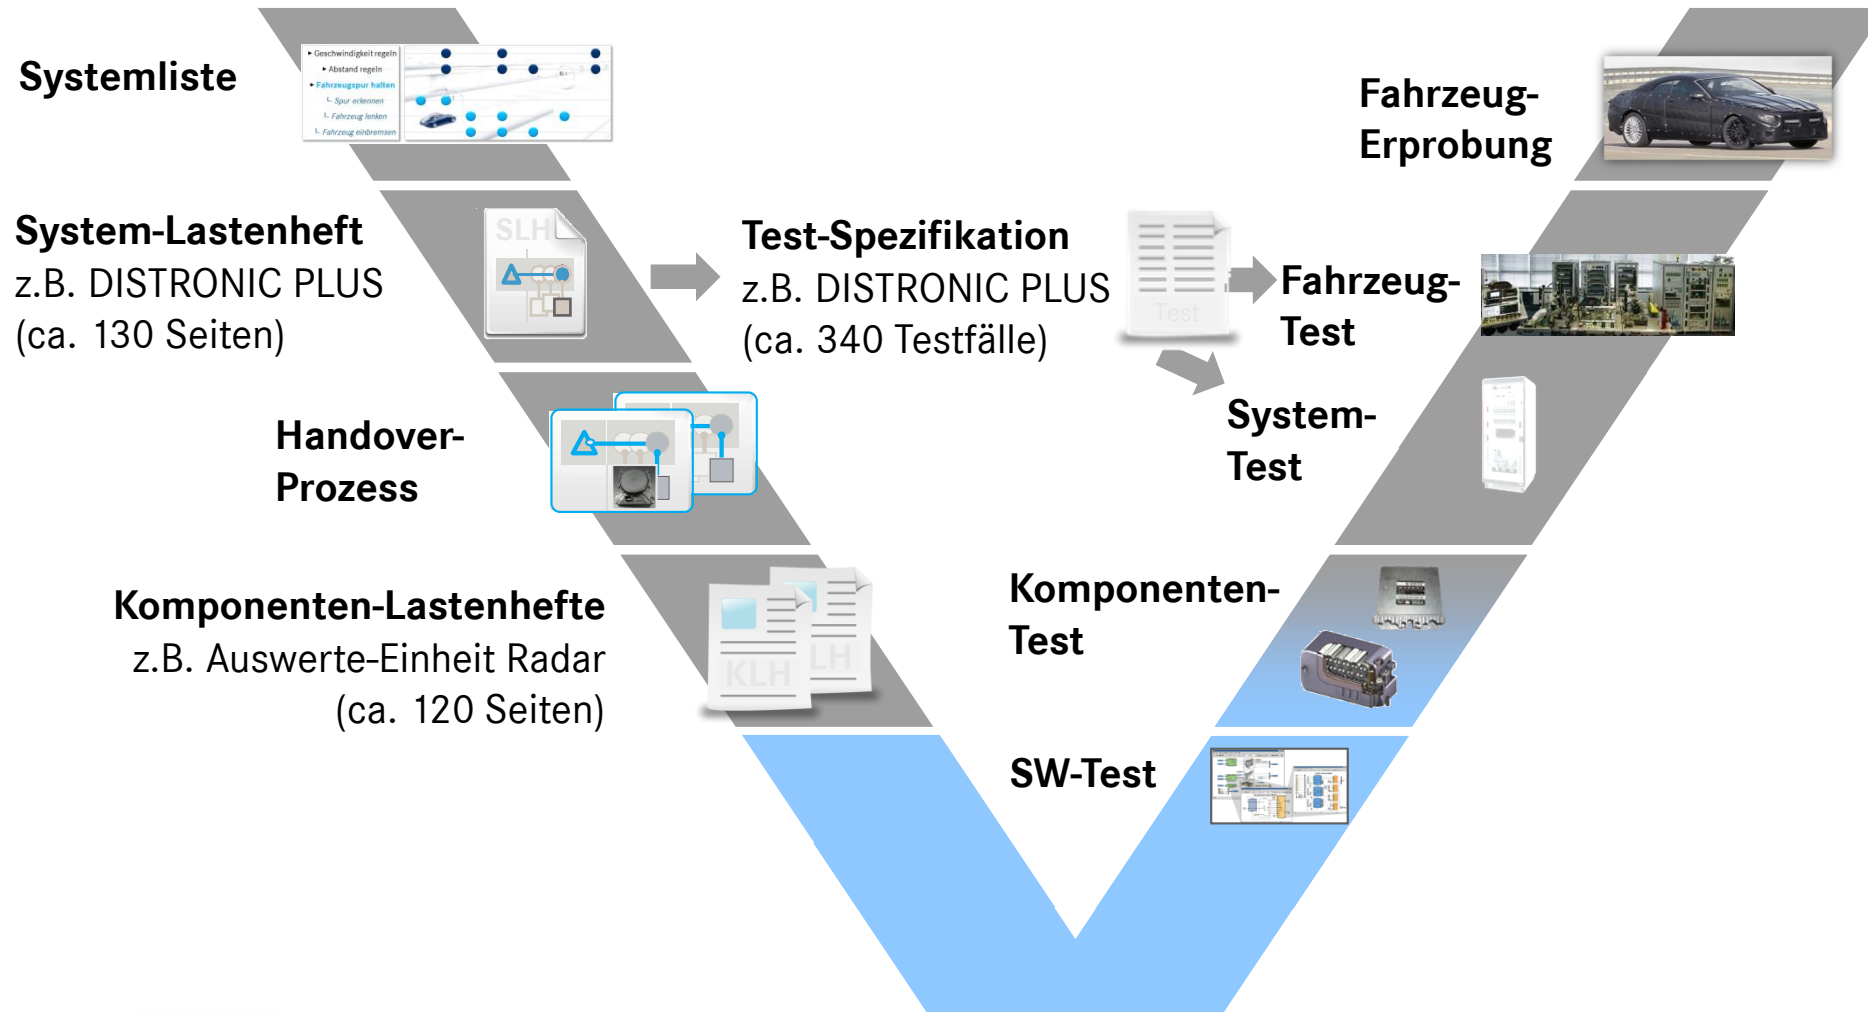 Systemliste
▸ Geschwindigkeit regeln
▸ Abstand regeln
▸ Fahrzeugspur halten
Spur erkennen
Fahrzeug lenken
Fahrzeug einbremsen
System-Lastenheft
z.B. DISTRONIC PLUS
(ca. 130 Seiten)
SLH
Test-Spezifikation
z.B. DISTRONIC PLUS
(ca. 340 Testfälle)
Test
Handover-
Prozess
Komponenten-Lastenhefte
z.B. Auswerte-Einheit Radar
(ca. 120 Seiten)
KLH
LH
Fahrzeug-
Erprobung
Fahrzeug-
Test
System-
Test
Komponenten-
Test
SW-Test